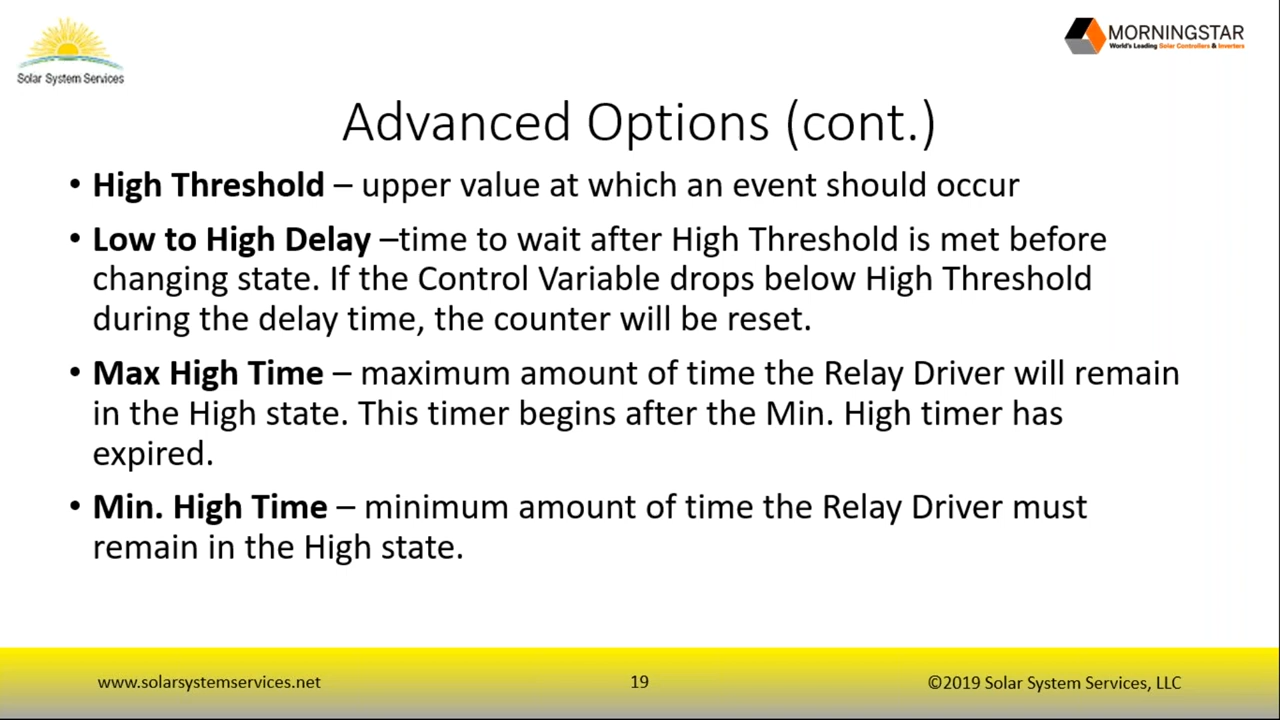 Solar System Services
MORNINGSTAR
World's Leading Solar Controllers & Inverters
Advanced Options (cont.)
• High Threshold – upper value at which an event should occur
• Low to High Delay –time to wait after High Threshold is met before
changing state. If the Control Variable drops below High Threshold
during the delay time, the counter will be reset.
• Max High Time – maximum amount of time the Relay Driver will remain
in the High state. This timer begins after the Min. High timer has
expired.
• Min. High Time – minimum amount of time the Relay Driver must
remain in the High state.
www.solarsystemservices.net
19
©2019 Solar System Services, LLC